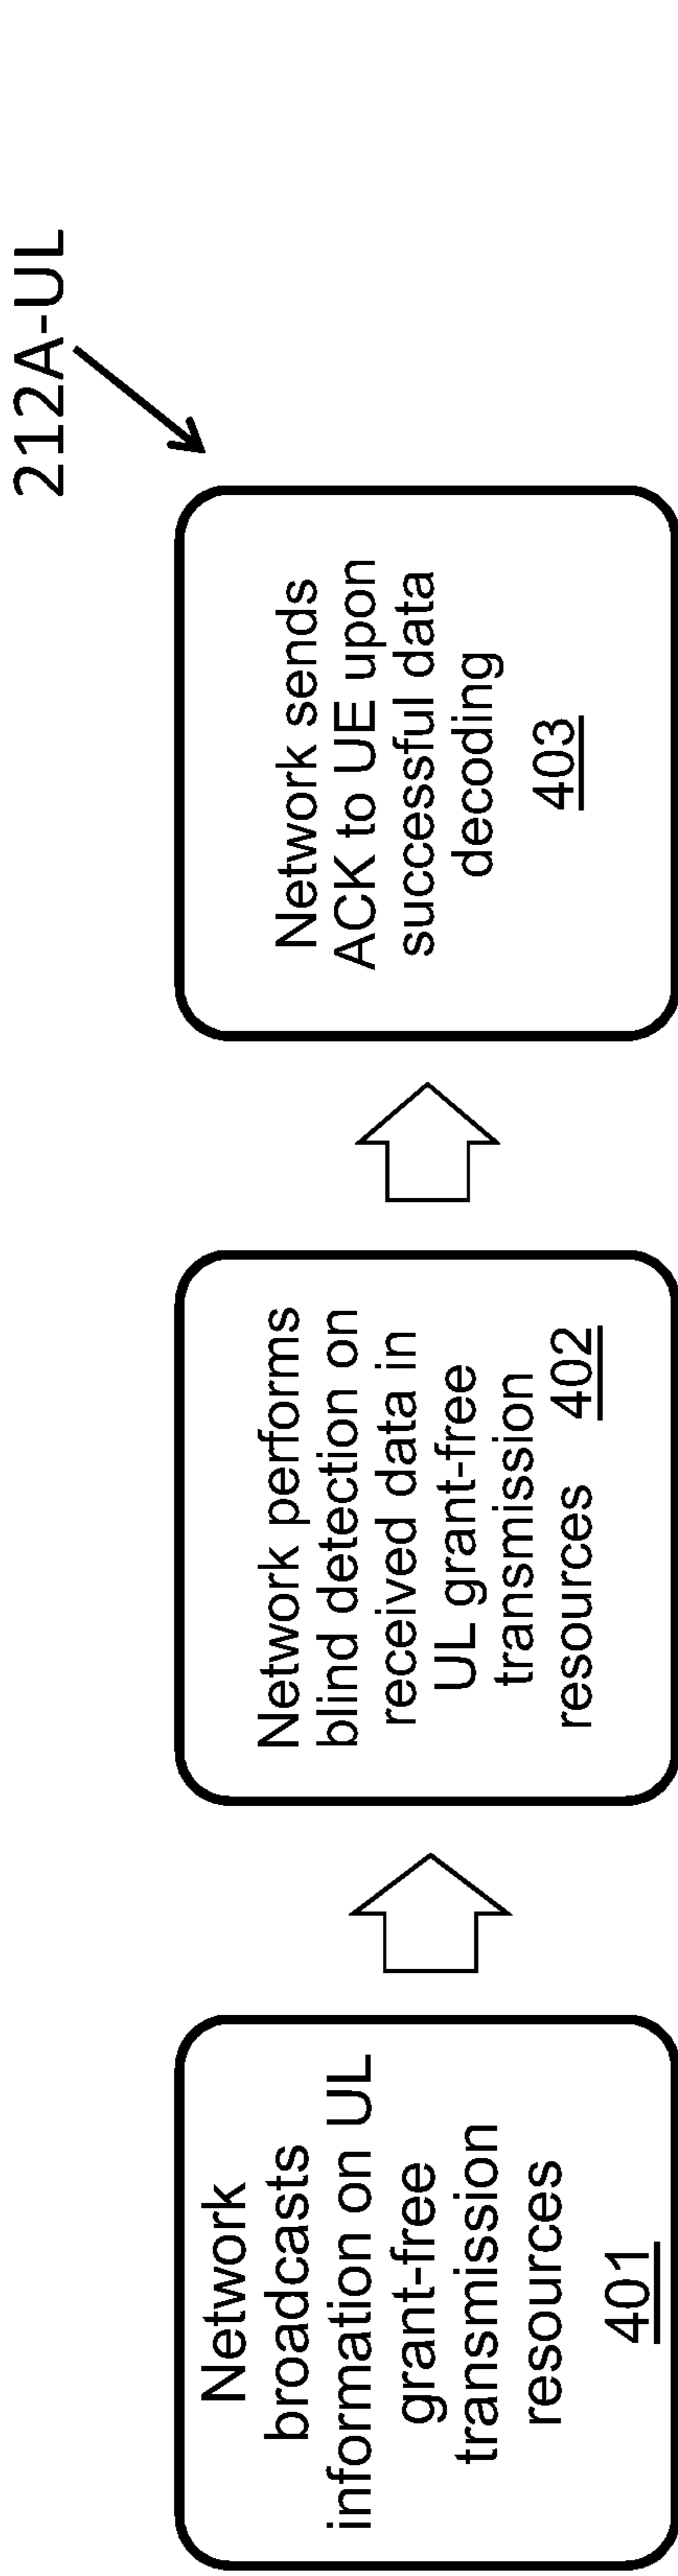 212A-UL
Network
broadcasts
information on UL
grant-free
transmission
resources
401
Network performs
blind detection on
received data in
UL grant-free
transmission
resources 402
Network sends
ACK to UE upon
successful data
decoding
403